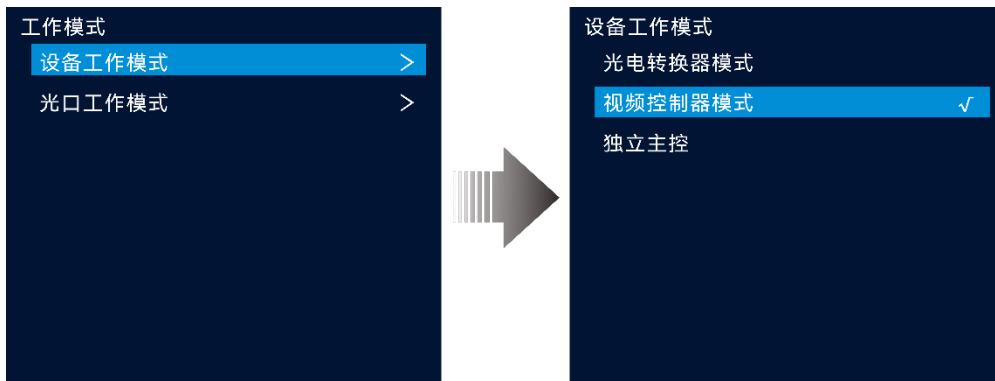 工作模式
设备工作模式 >
光口工作模式 >
设备工作模式
光电转换器模式
视频控制器模式 √
独立主控